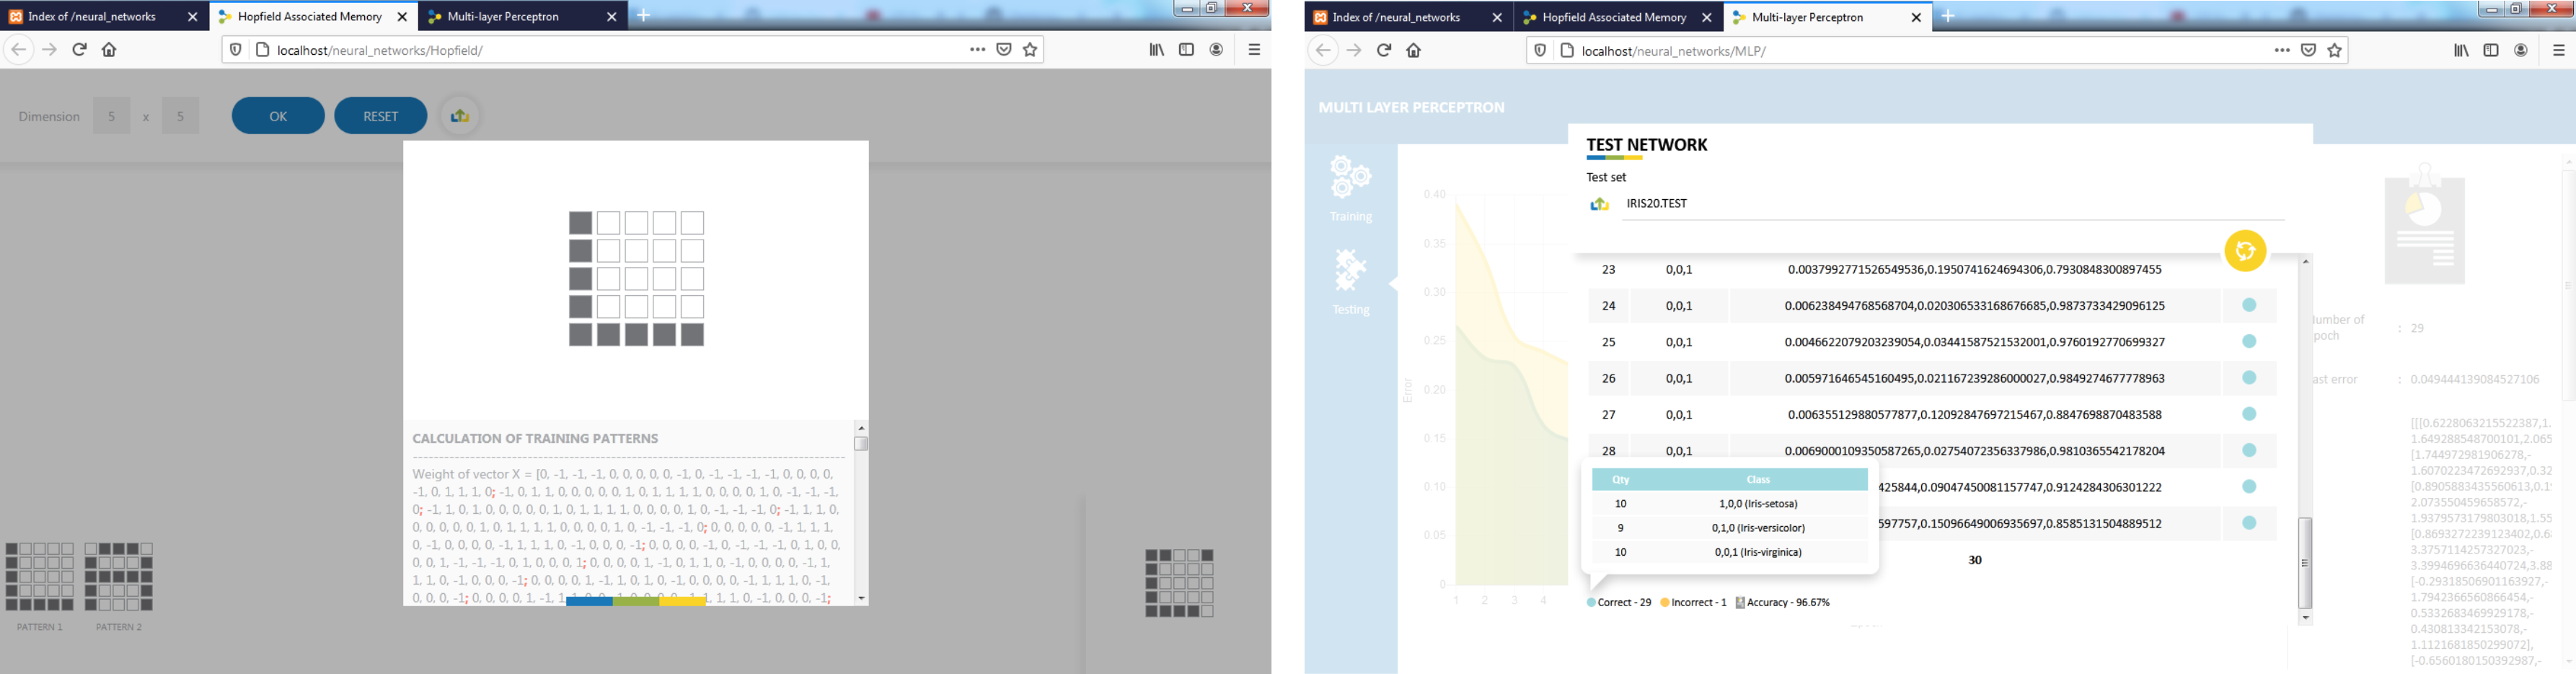 Index of /neural_networks
Hopfield Associated Memory
Multi-layer Perceptron
localhost/neural_networks/Hopfield/
Dimension 5 x 5 OK RESET
CALCULATION OF TRAINING PATTERNS
Weight of vector X = [0, -1, -1, -1, 0, 0, 0, 0, 0, -1, 0, -1, -1, -1, -1, 0, 0, 0, 0,
-1, 0, 1, 1, 1, 0; -1, 0, 1, 1, 0, 0, 0, 0, 0, 1, 0, 1, 1, 1, 1, 0, 0, 0, 0, 1, 0, -1, -1, -1,
0; -1, 1, 0, 1, 0, 0, 0, 0, 0, 1, 0, 1, 1, 1, 1, 0, 0, 0, 0, 1, 0, -1, -1, -1, 0; -1, 1, 1, 0,
0, 0, 0, 0, 0, 1, 0, 1, 1, 1, 1, 0, 0, 0, 0, 1, 0, -1, -1, -1, 0; 0, 0, 0, 0, 0, -1, 1, 1, 1,
0, -1, 0, 0, 0, 0, -1, 1, 1, 1, 0, -1, 0, 0, 0, -1; 0, 0, 0, 0, -1, 0, -1, -1, -1, 0, 1, 0, 0,
0, 0, 1, -1, -1, -1, 0, 1, 0, 0, 0, 1; 0, 0, 0, 0, 1, -1, 0, 1, 1, 0, -1, 0, 0, 0, 0, -1, 1,
1, 1, 0, -1, 0, 0, 0, -1; 0, 0, 0, 0, 1, -1, 1, 0, 1, 0, -1, 0, 0, 0, 0, -1, 1, 1, 1, 0, -1,
0, 0, 0, -1; 0, 0, 0, 0, 1, -1, 1, 1, 1, 0, -1, 0, 0, 0, -1;
PATTERN 1
PATTERN 2
Index of /neural_networks
Hopfield Associated Memory
Multi-layer Perceptron
localhost/neural_networks/MLP/
MULTI LAYER PERCEPTRON
Training
Testing
TEST NETWORK
Test set
IRIS20.TEST
23 0,0,1 0.0037992771526549536,0.1950741624694306,0.7930848300897455
24 0,0,1 0.006238494768568704,0.020306533168676685,0.9873733429096125
25 0,0,1 0.0046622079203239054,0.03441587521532001,0.9760192770699327
26 0,0,1 0.005971646545160495,0.021167239286000027,0.9849274677778963
27 0,0,1 0.006355129880577877,0.12092847697215467,0.8847698870483588
28 0,0,1 0.0069000109350587265,0.02754072356337986,0.9810365542178204
425844,0.09047450081157747,0.9124284306301222
597757,0.15096649006935697,0.8585131504889512
30
Qty Class
10 1,0,0 (Iris-setosa)
9 0,1,0 (Iris-versicolor)
10 0,0,1 (Iris-virginica)
Correct - 29 Incorrect - 1 Accuracy - 96.67%
0.40
0.35
0.30
0.25
0.20
0.15
0.10
0.05
0
Error
1 2 3 4
: 29
: 0.049444139084527106
[[[0.6228063215522387,1.
1.649288548700101,2.065
[1.744972981906278,-
1.6070223472692937,0.32
[0.8905883435560613,0.1
2.073550459658572,-
1.9379573179803018,1.55
[0.8693272239123402,0.6
3.3757114257327023,-
3.3994696636440724,3.88
[-0.29318506901163927,-
1.7942366560866454,-
0.5332683469929178,-
0.430813342153078,-
1.1121681850299072],
[-0.6560180150392987,-